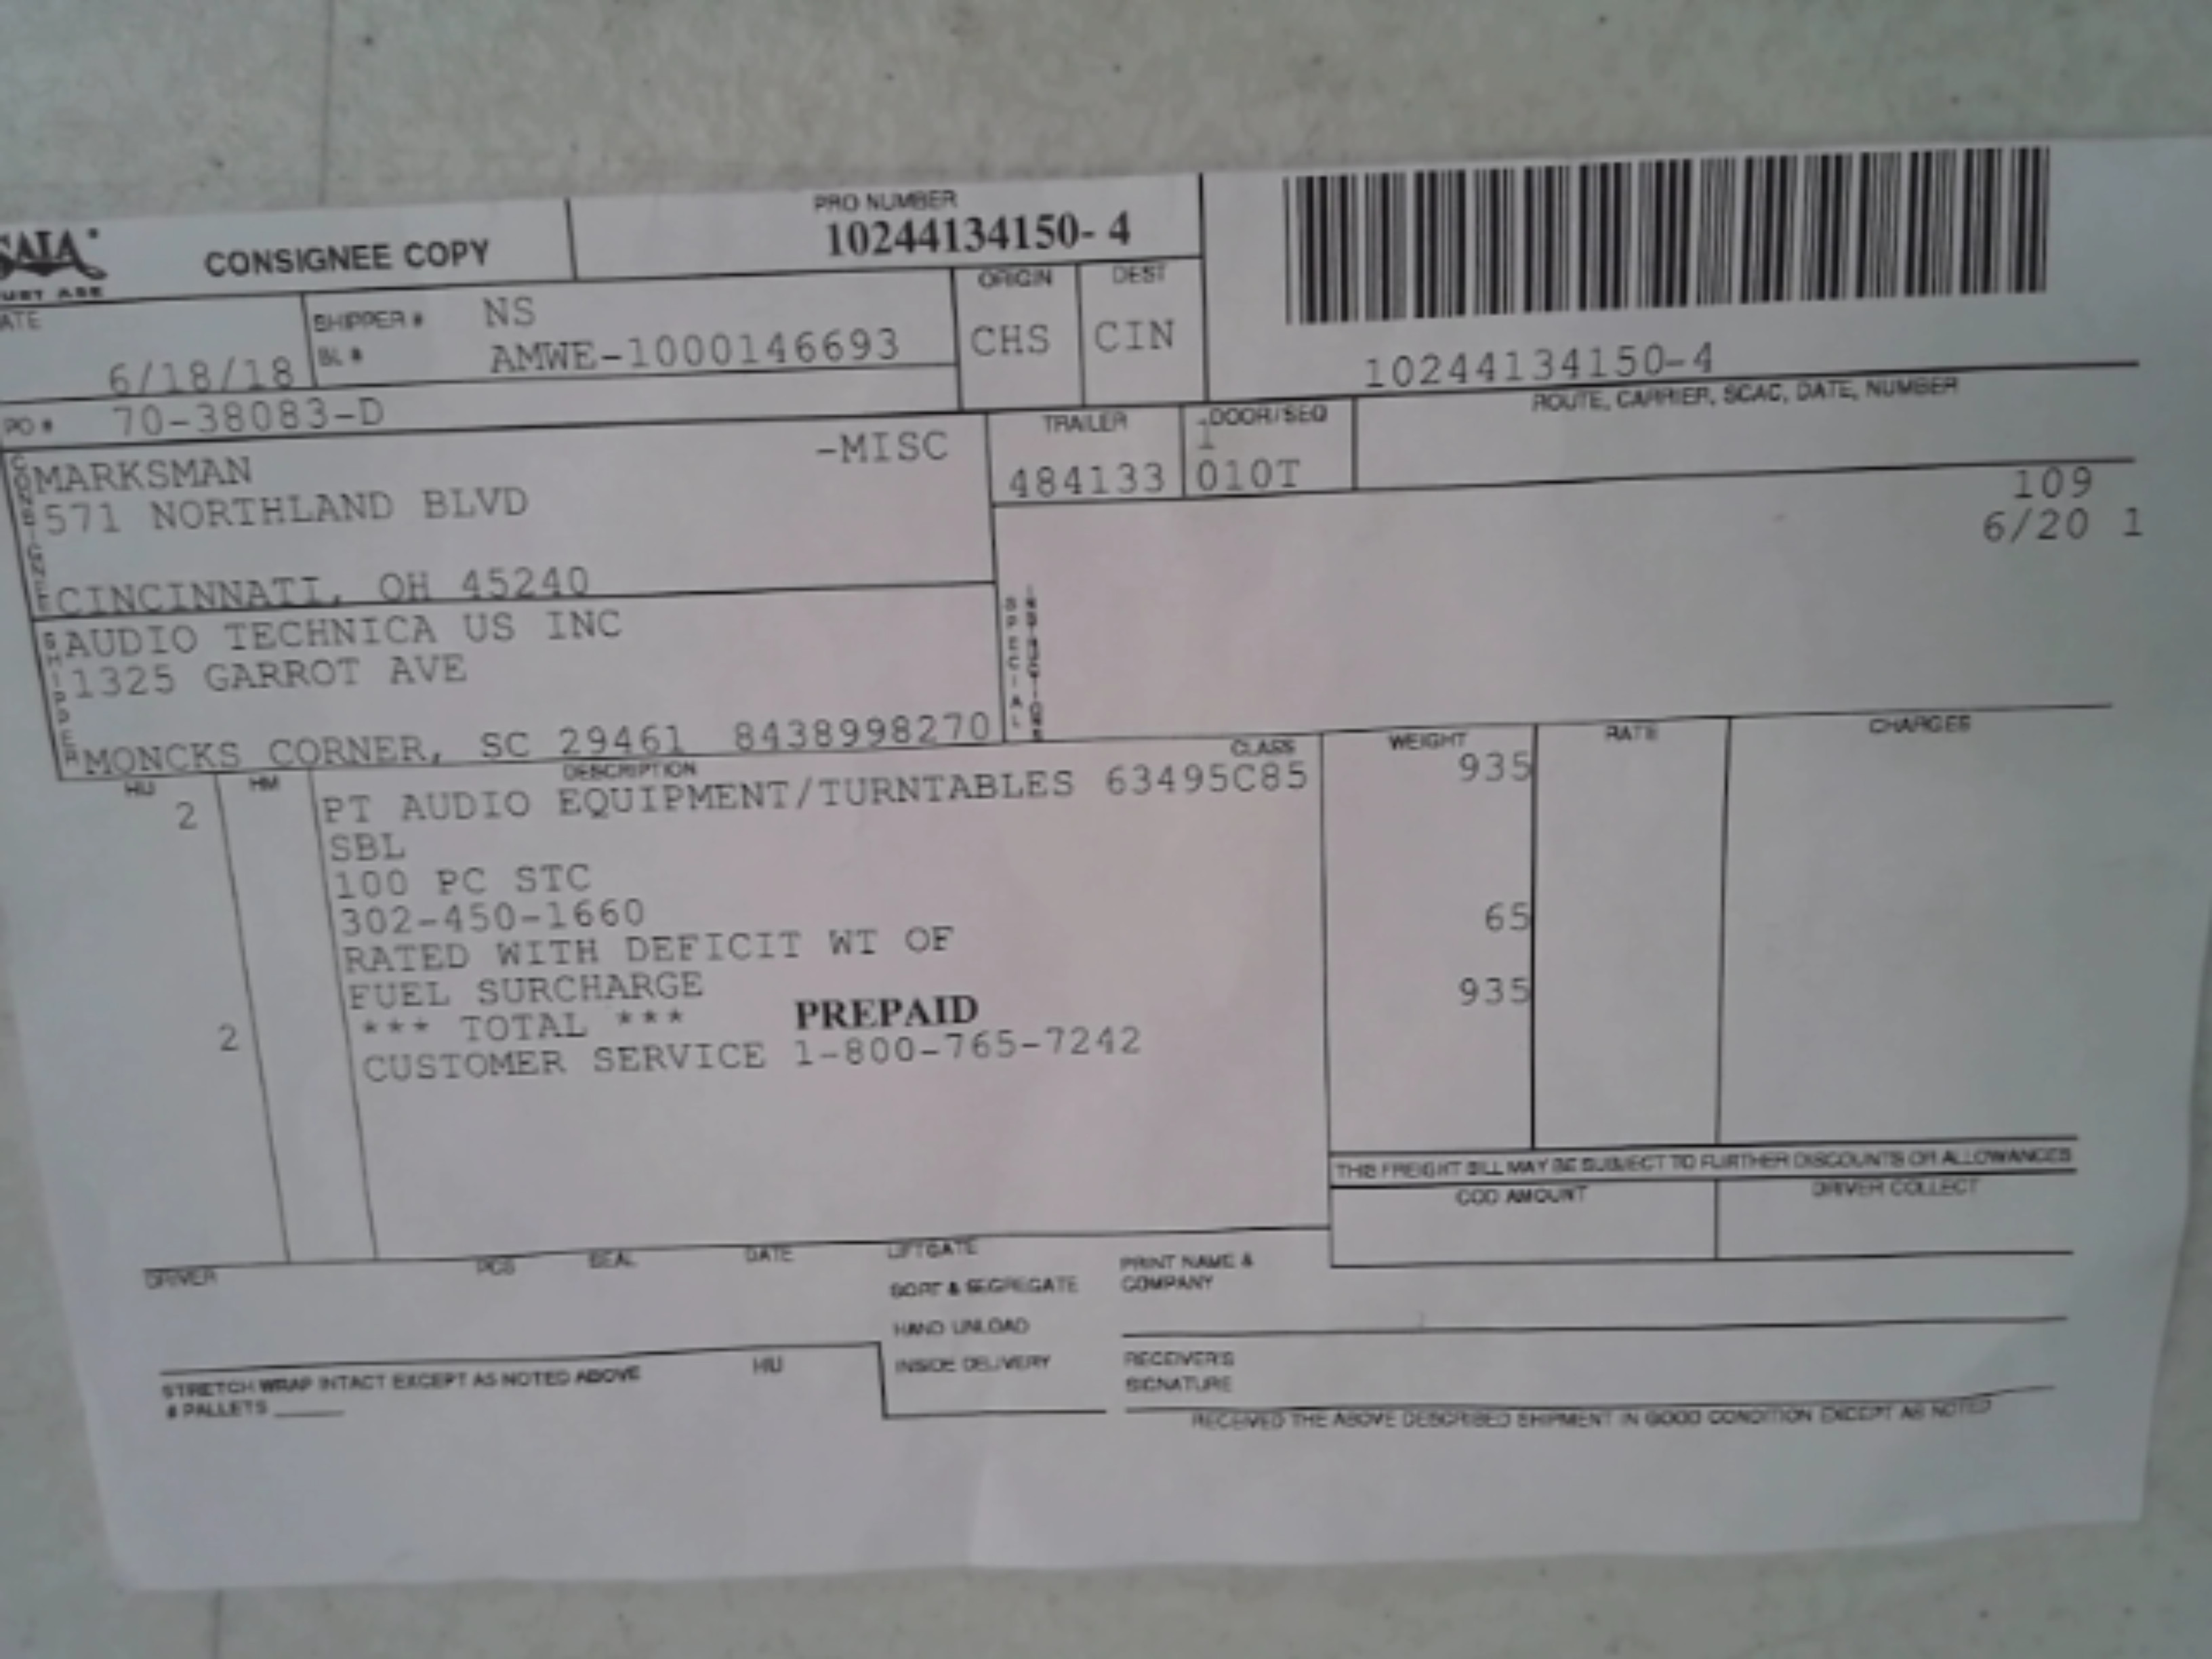 SAIA
CONSIGNEE COPY
PRO NUMBER
10244134150-4
ORIGIN
CHS
DEST
CIN
10244134150-4
ATE
6/18/18
SHIPPER # NS
BL # AMWE-1000146693
PO # 70-38083-D
ROUTE, CARRIER, SCAC, DATE, NUMBER
TRAILER
484133
DOOR/SEQ
1
010T
CONSIGNEE
MARKSMAN -MISC
571 NORTHLAND BLVD
CINCINNATI, OH 45240
109
6/20 1
SHIPPER
AUDIO TECHNICA US INC
1325 GARROT AVE
MONCKS CORNER, SC 29461 8438998270
SPECIAL INSTRUCTIONS
HU HM DESCRIPTION CLASS WEIGHT RATE CHARGES
2 PT AUDIO EQUIPMENT/TURNTABLES 63495C85 935
SBL
100 PC STC
302-450-1660
RATED WITH DEFICIT WT OF 65
FUEL SURCHARGE
2 *** TOTAL *** PREPAID 935
CUSTOMER SERVICE 1-800-765-7242
THIS FREIGHT BILL MAY BE SUBJECT TO FURTHER DISCOUNTS OR ALLOWANCES
COD AMOUNT
DRIVER COLLECT
DRIVER PCS SEAL DATE
LIFTGATE
SORT & SEGREGATE
HAND UNLOAD
INSIDE DELIVERY
PRINT NAME &
COMPANY
RECEIVER'S
SIGNATURE
STRETCH WRAP INTACT EXCEPT AS NOTED ABOVE HU
# PALLETS
RECEIVED THE ABOVE DESCRIBED SHIPMENT IN GOOD CONDITION EXCEPT AS NOTED